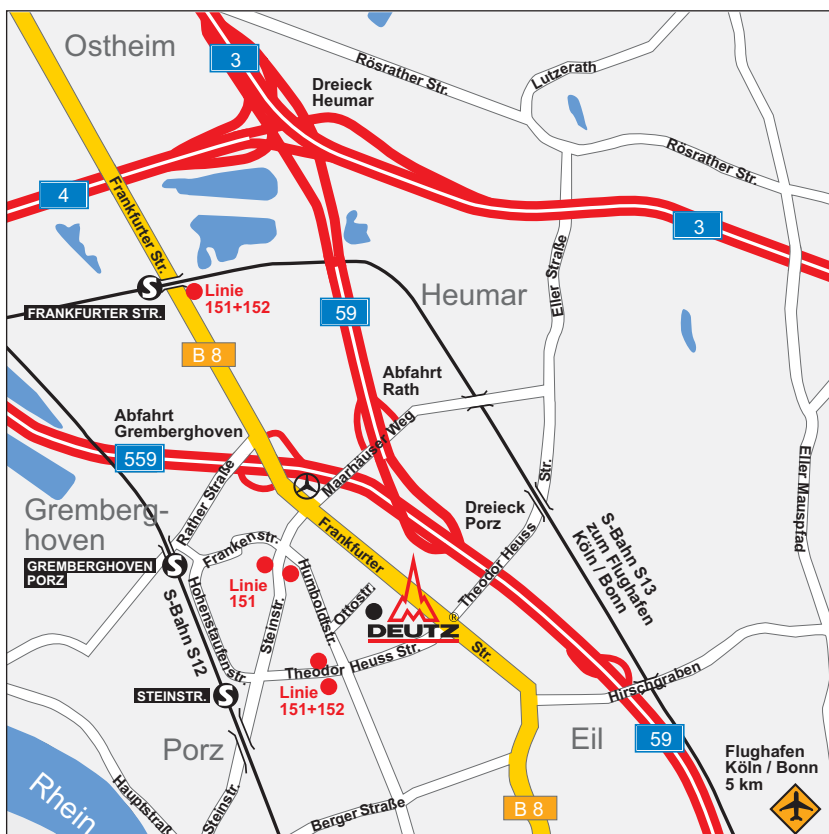 Ostheim
3
Dreieck
Heumar
Rösrather Str.
Lutzerath
Rösrather Str.
4
Frankfurter Str.
3
Eller Straße
Heumar
Linie
151+152
FRANKFURTER STR.
59
B 8
Abfahrt
Rath
Abfahrt
Gremberghoven
559
Maarhäuser Weg
Rather Straße
Eller Mauspfad
Gremberg-
hoven
Dreieck
Porz
Str.
S-Bahn S13
zum Flughafen
Köln / Bonn
Frankfurter
Frankenstr.
GREMBERGHOVEN
PORZ
Linie
151
Humboldtstr.
Theodor Heuss
S-Bahn S12
Hohenstaufenstr.
Steinstr.
Ottostr.
DEUTZ®
Str.
Theodor Heuss Str.
STEINSTR.
Linie
151+152
Hirschgraben
Porz
Eil
59
Flughafen
Köln / Bonn
5 km
Rhein
Hauptstraße
Steinstr.
Berger Straße
B 8
S
S
S